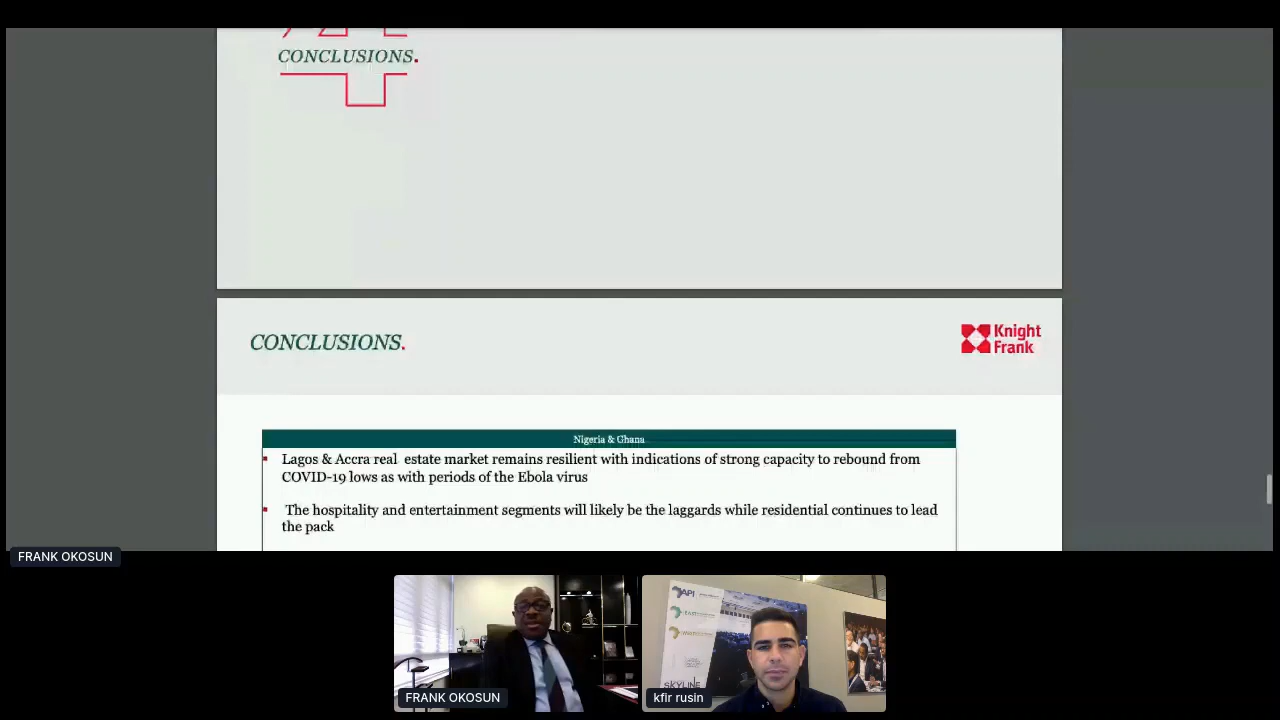 CONCLUSIONS.
CONCLUSIONS.
Knight
Frank
Nigeria & Ghana
Lagos & Accra real estate market remains resilient with indications of strong capacity to rebound from
COVID-19 lows as with periods of the Ebola virus
The hospitality and entertainment segments will likely be the laggards while residential continues to lead
the pack
FRANK OKOSUN
FRANK OKOSUN
API
SKYLINE
kfir rusin